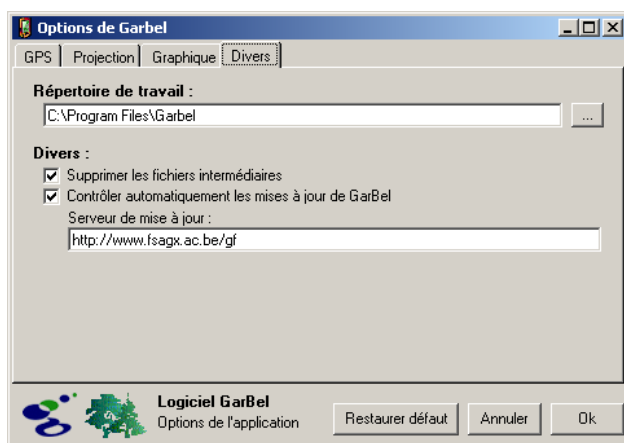 Options de Garbel
GPS Projection Graphique Divers
Répertoire de travail :
C:\Program Files\Garbel
...
Divers :
Supprimer les fichiers intermédiaires
Contrôler automatiquement les mises à jour de GarBel
Serveur de mise à jour :
http://www.fsagx.ac.be/gf
Logiciel GarBel
Options de l'application
Restaurer défaut Annuler Ok